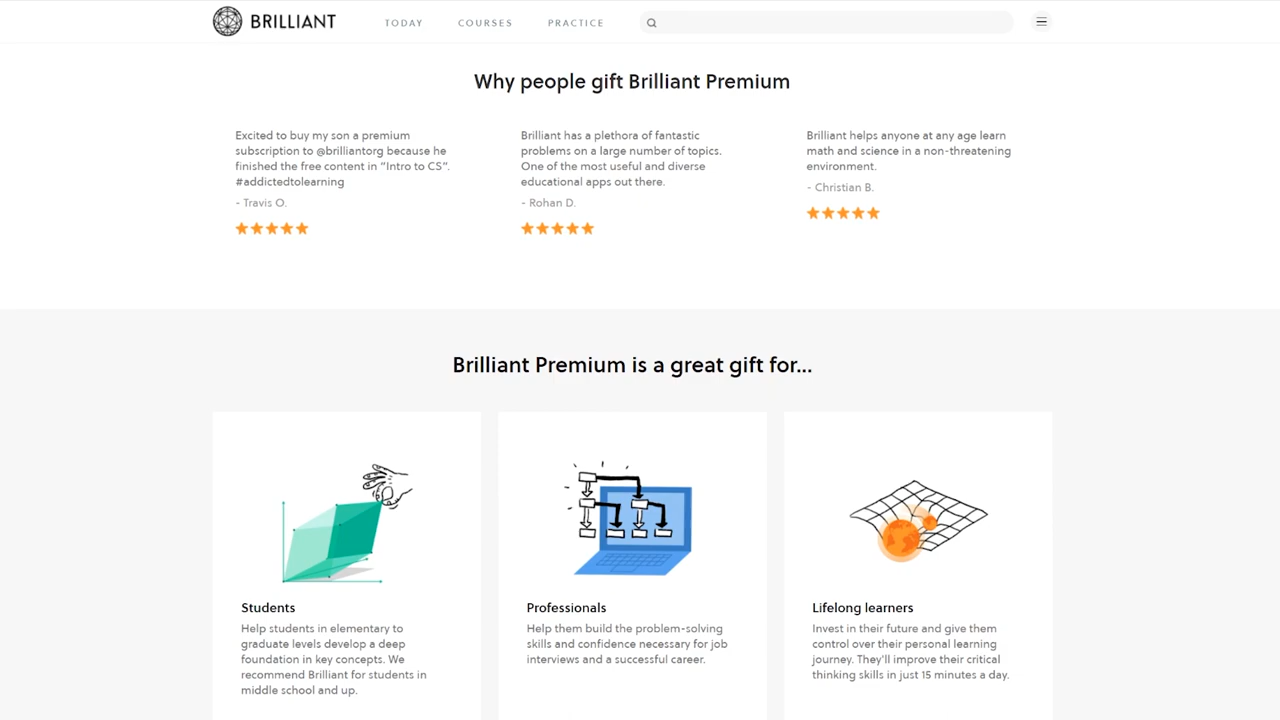 BRILLIANT
TODAY
COURSES
PRACTICE
Why people gift Brilliant Premium
Excited to buy my son a premium
subscription to @brilliantorg because he
finished the free content in "Intro to CS".
#addictedtolearning
- Travis O.
Brilliant has a plethora of fantastic
problems on a large number of topics.
One of the most useful and diverse
educational apps out there.
- Rohan D.
Brilliant helps anyone at any age learn
math and science in a non-threatening
environment.
- Christian B.
Brilliant Premium is a great gift for...
Students
Help students in elementary to
graduate levels develop a deep
foundation in key concepts. We
recommend Brilliant for students in
middle school and up.
Professionals
Help them build the problem-solving
skills and confidence necessary for job
interviews and a successful career.
Lifelong learners
Invest in their future and give them
control over their personal learning
journey. They'll improve their critical
thinking skills in just 15 minutes a day.